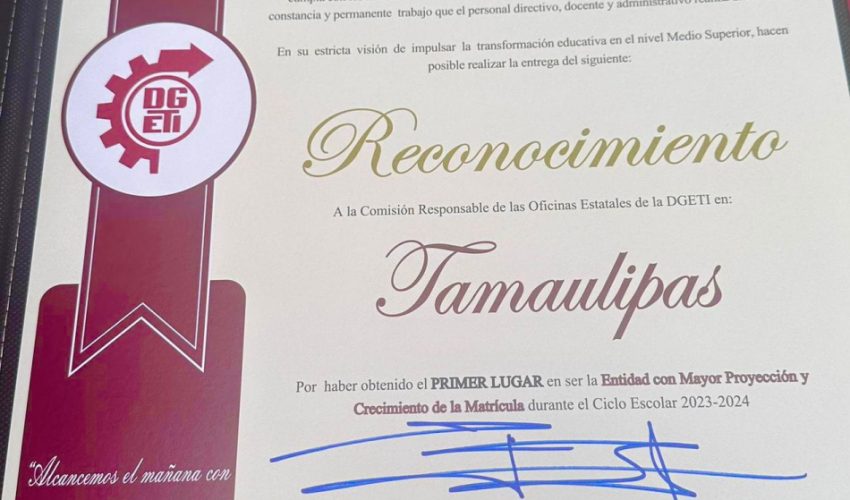 constancia y permanente trabajo que el personal directivo, docente y administrativo
En su estricta visión de impulsar la transformación educativa en el nivel Medio Superior, hacen
posible realizar la entrega del siguiente:
DG
ETI
Reconocimiento
A la Comisión Responsable de las Oficinas Estatales de la DGETI en:
Tamaulipas
Por haber obtenido el PRIMER LUGAR en ser la Entidad con Mayor Proyección y
Crecimiento de la Matrícula durante el Ciclo Escolar 2023-2024
"Alcancemos el mañana con